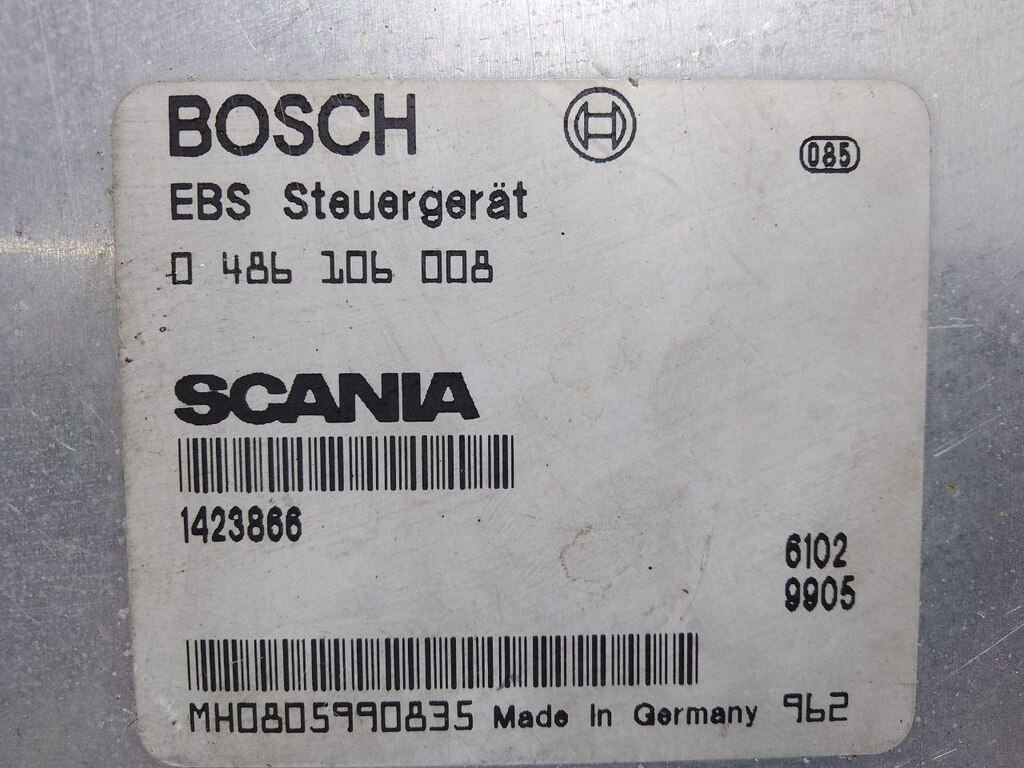 BOSCH
085
EBS Steuergerät
0 486 106 008
SCANIA
1423866
6102
9905
MH0805990835 Made In Germany 962